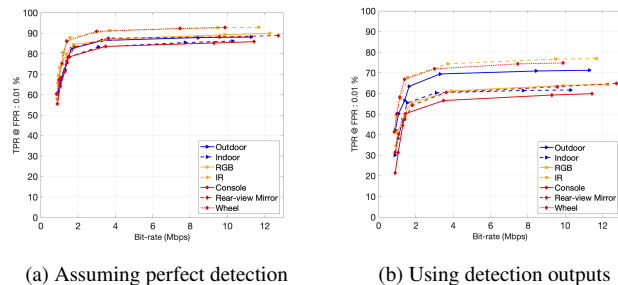 TPR @ FPR : 0.01 %
100
90
80
70
60
50
40
30
20
10
0
0
2
4
6
8
10
12
Bit-rate (Mbps)
Outdoor
Indoor
RGB
IR
Console
Rear-view Mirror
Wheel
(a) Assuming perfect detection
TPR @ FPR : 0.01 %
100
90
80
70
60
50
40
30
20
10
0
0
2
4
6
8
10
12
Bit-rate (Mbps)
Outdoor
Indoor
RGB
IR
Console
Rear-view Mirror
Wheel
(b) Using detection outputs